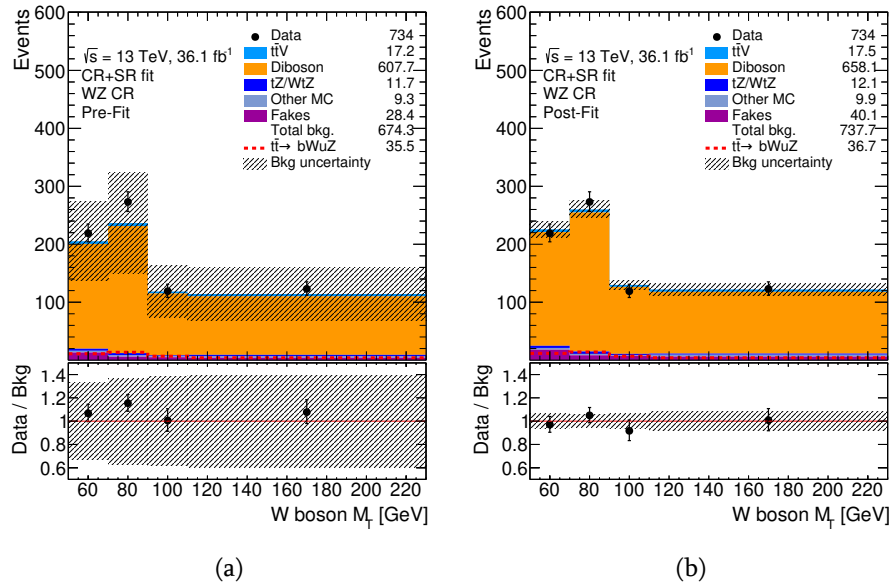 Events
600
500
400
300
200
100
√s = 13 TeV, 36.1 fb⁻¹
CR+SR fit
WZ CR
Pre-Fit
Data 734
tt̄V 17.2
Diboson 607.7
tZ/WtZ 11.7
Other MC 9.3
Fakes 28.4
Total bkg. 674.3
tt̄→ bWuZ 35.5
Bkg uncertainty
Data / Bkg
1.4
1.2
1
0.8
0.6
60 80 100 120 140 160 180 200 220
W boson M_T [GeV]
(a)
Events
600
500
400
300
200
100
√s = 13 TeV, 36.1 fb⁻¹
CR+SR fit
WZ CR
Post-Fit
Data 734
tt̄V 17.5
Diboson 658.1
tZ/WtZ 12.1
Other MC 9.9
Fakes 40.1
Total bkg. 737.7
tt̄→ bWuZ 36.7
Bkg uncertainty
Data / Bkg
1.4
1.2
1
0.8
0.6
60 80 100 120 140 160 180 200 220
W boson M_T [GeV]
(b)